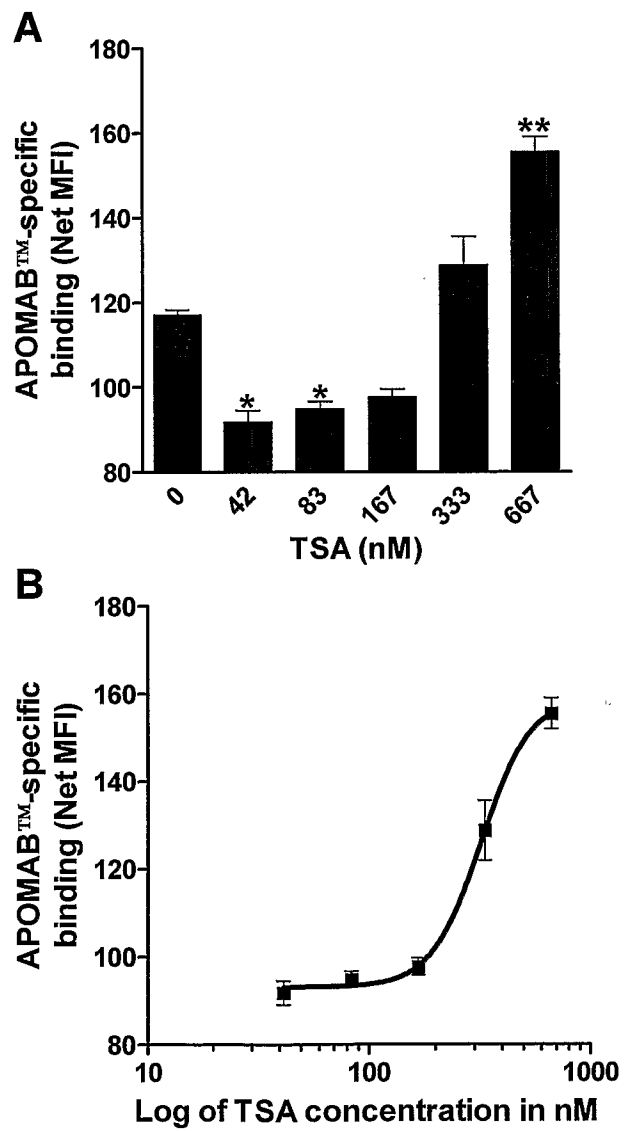 A
180
160
140
120
100
80
APOMAB™-specific
binding (Net MFI)
*
*
**
0 42 83 167 333 667
TSA (nM)
B
180
160
140
120
100
80
APOMAB™-specific
binding (Net MFI)
10 100 1000
Log of TSA concentration in nM